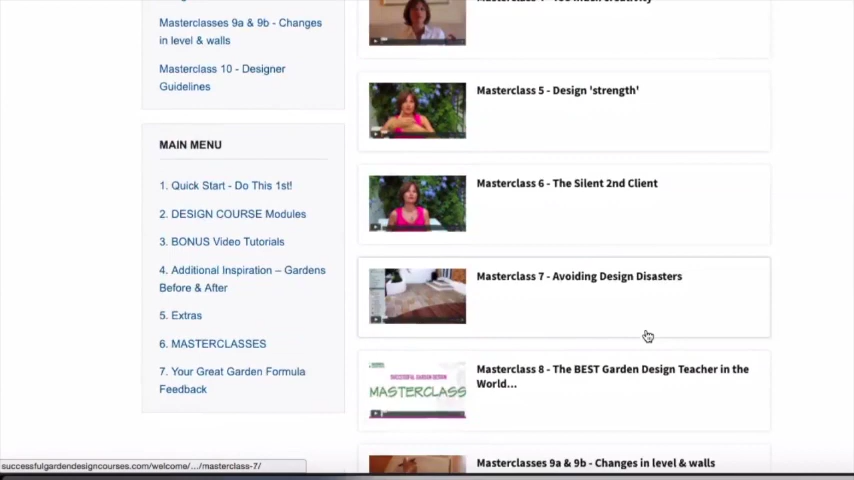 Masterclasses 9a & 9b - Changes
in level & walls
Masterclass 10 - Designer
Guidelines
MAIN MENU
1. Quick Start - Do This 1st!
2. DESIGN COURSE Modules
3. BONUS Video Tutorials
4. Additional Inspiration – Gardens
Before & After
5. Extras
6. MASTERCLASSES
7. Your Great Garden Formula
Feedback
Masterclass 5 - Design 'strength'
Masterclass 6 - The Silent 2nd Client
Masterclass 7 - Avoiding Design Disasters
SUCCESSFUL GARDEN DESIGN
MASTERCLASS
Masterclass 8 - The BEST Garden Design Teacher in the
World...
Masterclasses 9a & 9b - Changes in level & walls
successfulgardendesigncourses.com/welcome/.../masterclass-7/